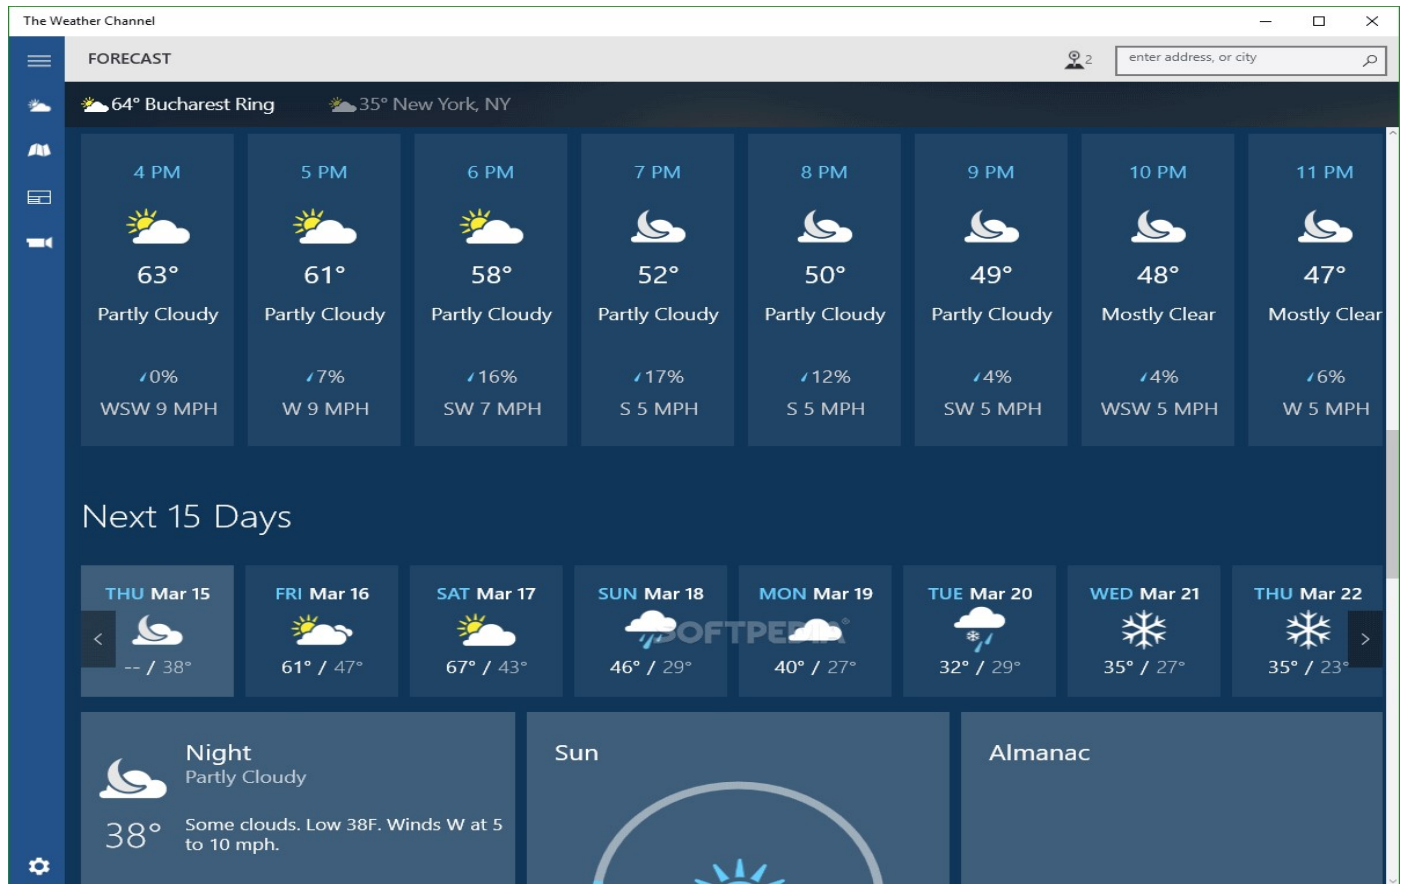 The Weather Channel
FORECAST
2
enter address, or city
64° Bucharest Ring
35° New York, NY
4 PM 5 PM 6 PM 7 PM 8 PM 9 PM 10 PM 11 PM
63° 61° 58° 52° 50° 49° 48° 47°
Partly Cloudy Partly Cloudy Partly Cloudy Partly Cloudy Partly Cloudy Partly Cloudy Mostly Clear Mostly Clear
0% 7% 16% 17% 12% 4% 4% 6%
WSW 9 MPH W 9 MPH SW 7 MPH S 5 MPH S 5 MPH SW 5 MPH WSW 5 MPH W 5 MPH
Next 15 Days
THU Mar 15 FRI Mar 16 SAT Mar 17 SUN Mar 18 MON Mar 19 TUE Mar 20 WED Mar 21 THU Mar 22
SOFTPEDIA®
-- / 38° 61° / 47° 67° / 43° 46° / 29° 40° / 27° 32° / 29° 35° / 27° 35° / 23°
Night
Partly Cloudy
38°
Some clouds. Low 38F. Winds W at 5
to 10 mph.
Sun
Almanac